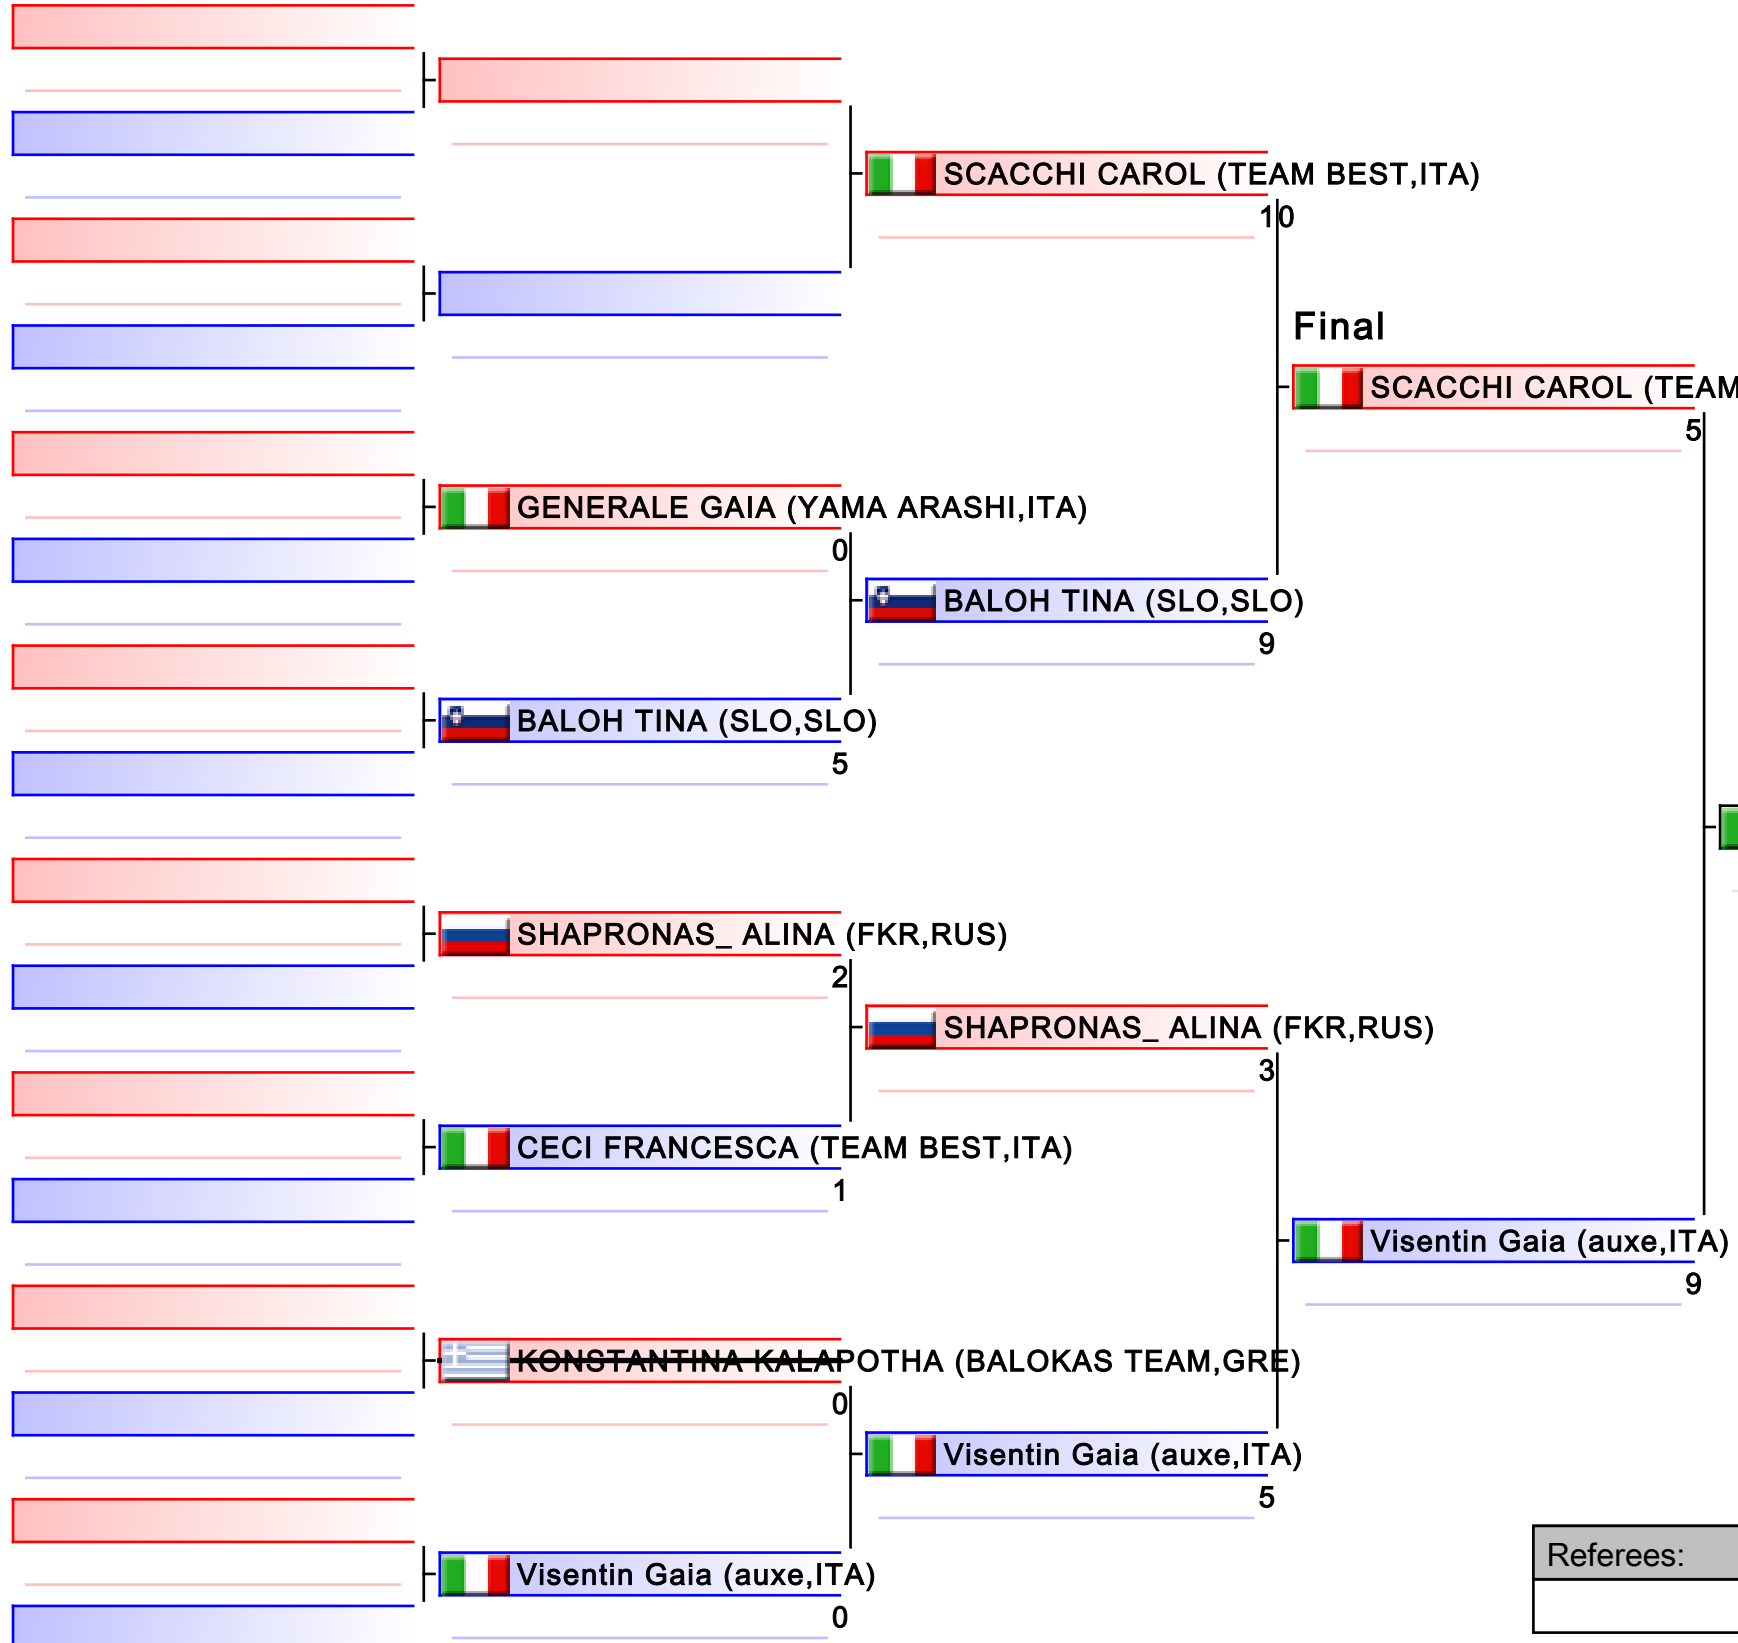 SCACCHI CAROL (TEAM BEST,ITA)
10
Final
SCACCHI CAROL (TEAM
5
GENERALE GAIA (YAMA ARASHI,ITA)
0
BALOH TINA (SLO,SLO)
9
BALOH TINA (SLO,SLO)
5
SHAPRONAS_ ALINA (FKR,RUS)
2
SHAPRONAS_ ALINA (FKR,RUS)
3
CECI FRANCESCA (TEAM BEST,ITA)
1
Visentin Gaia (auxe,ITA)
9
KONSTANTINA KALAPOTHA (BALOKAS TEAM,GRE)
0
Visentin Gaia (auxe,ITA)
5
Visentin Gaia (auxe,ITA)
0
Referees: